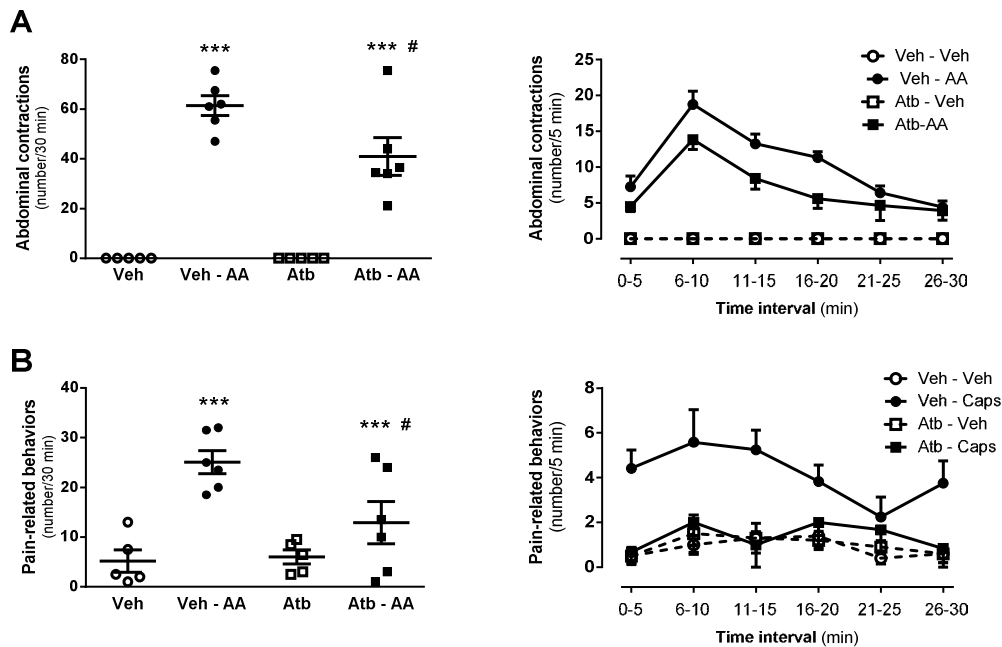 A
Abdominal contractions
(number/30 min)
80
60
40
20
0
***
*** #
Veh
Veh - AA
Atb
Atb - AA
Abdominal contractions
(number/5 min)
25
20
15
10
5
0
Veh - Veh
Veh - AA
Atb - Veh
Atb-AA
0-5
6-10
11-15
16-20
21-25
26-30
Time interval (min)
B
Pain-related behaviors
(number/30 min)
40
30
20
10
0
***
*** #
Veh
Veh - AA
Atb
Atb - AA
Pain-related behaviors
(number/5 min)
8
6
4
2
0
Veh - Veh
Veh - Caps
Atb - Veh
Atb - Caps
0-5
6-10
11-15
16-20
21-25
26-30
Time interval (min)